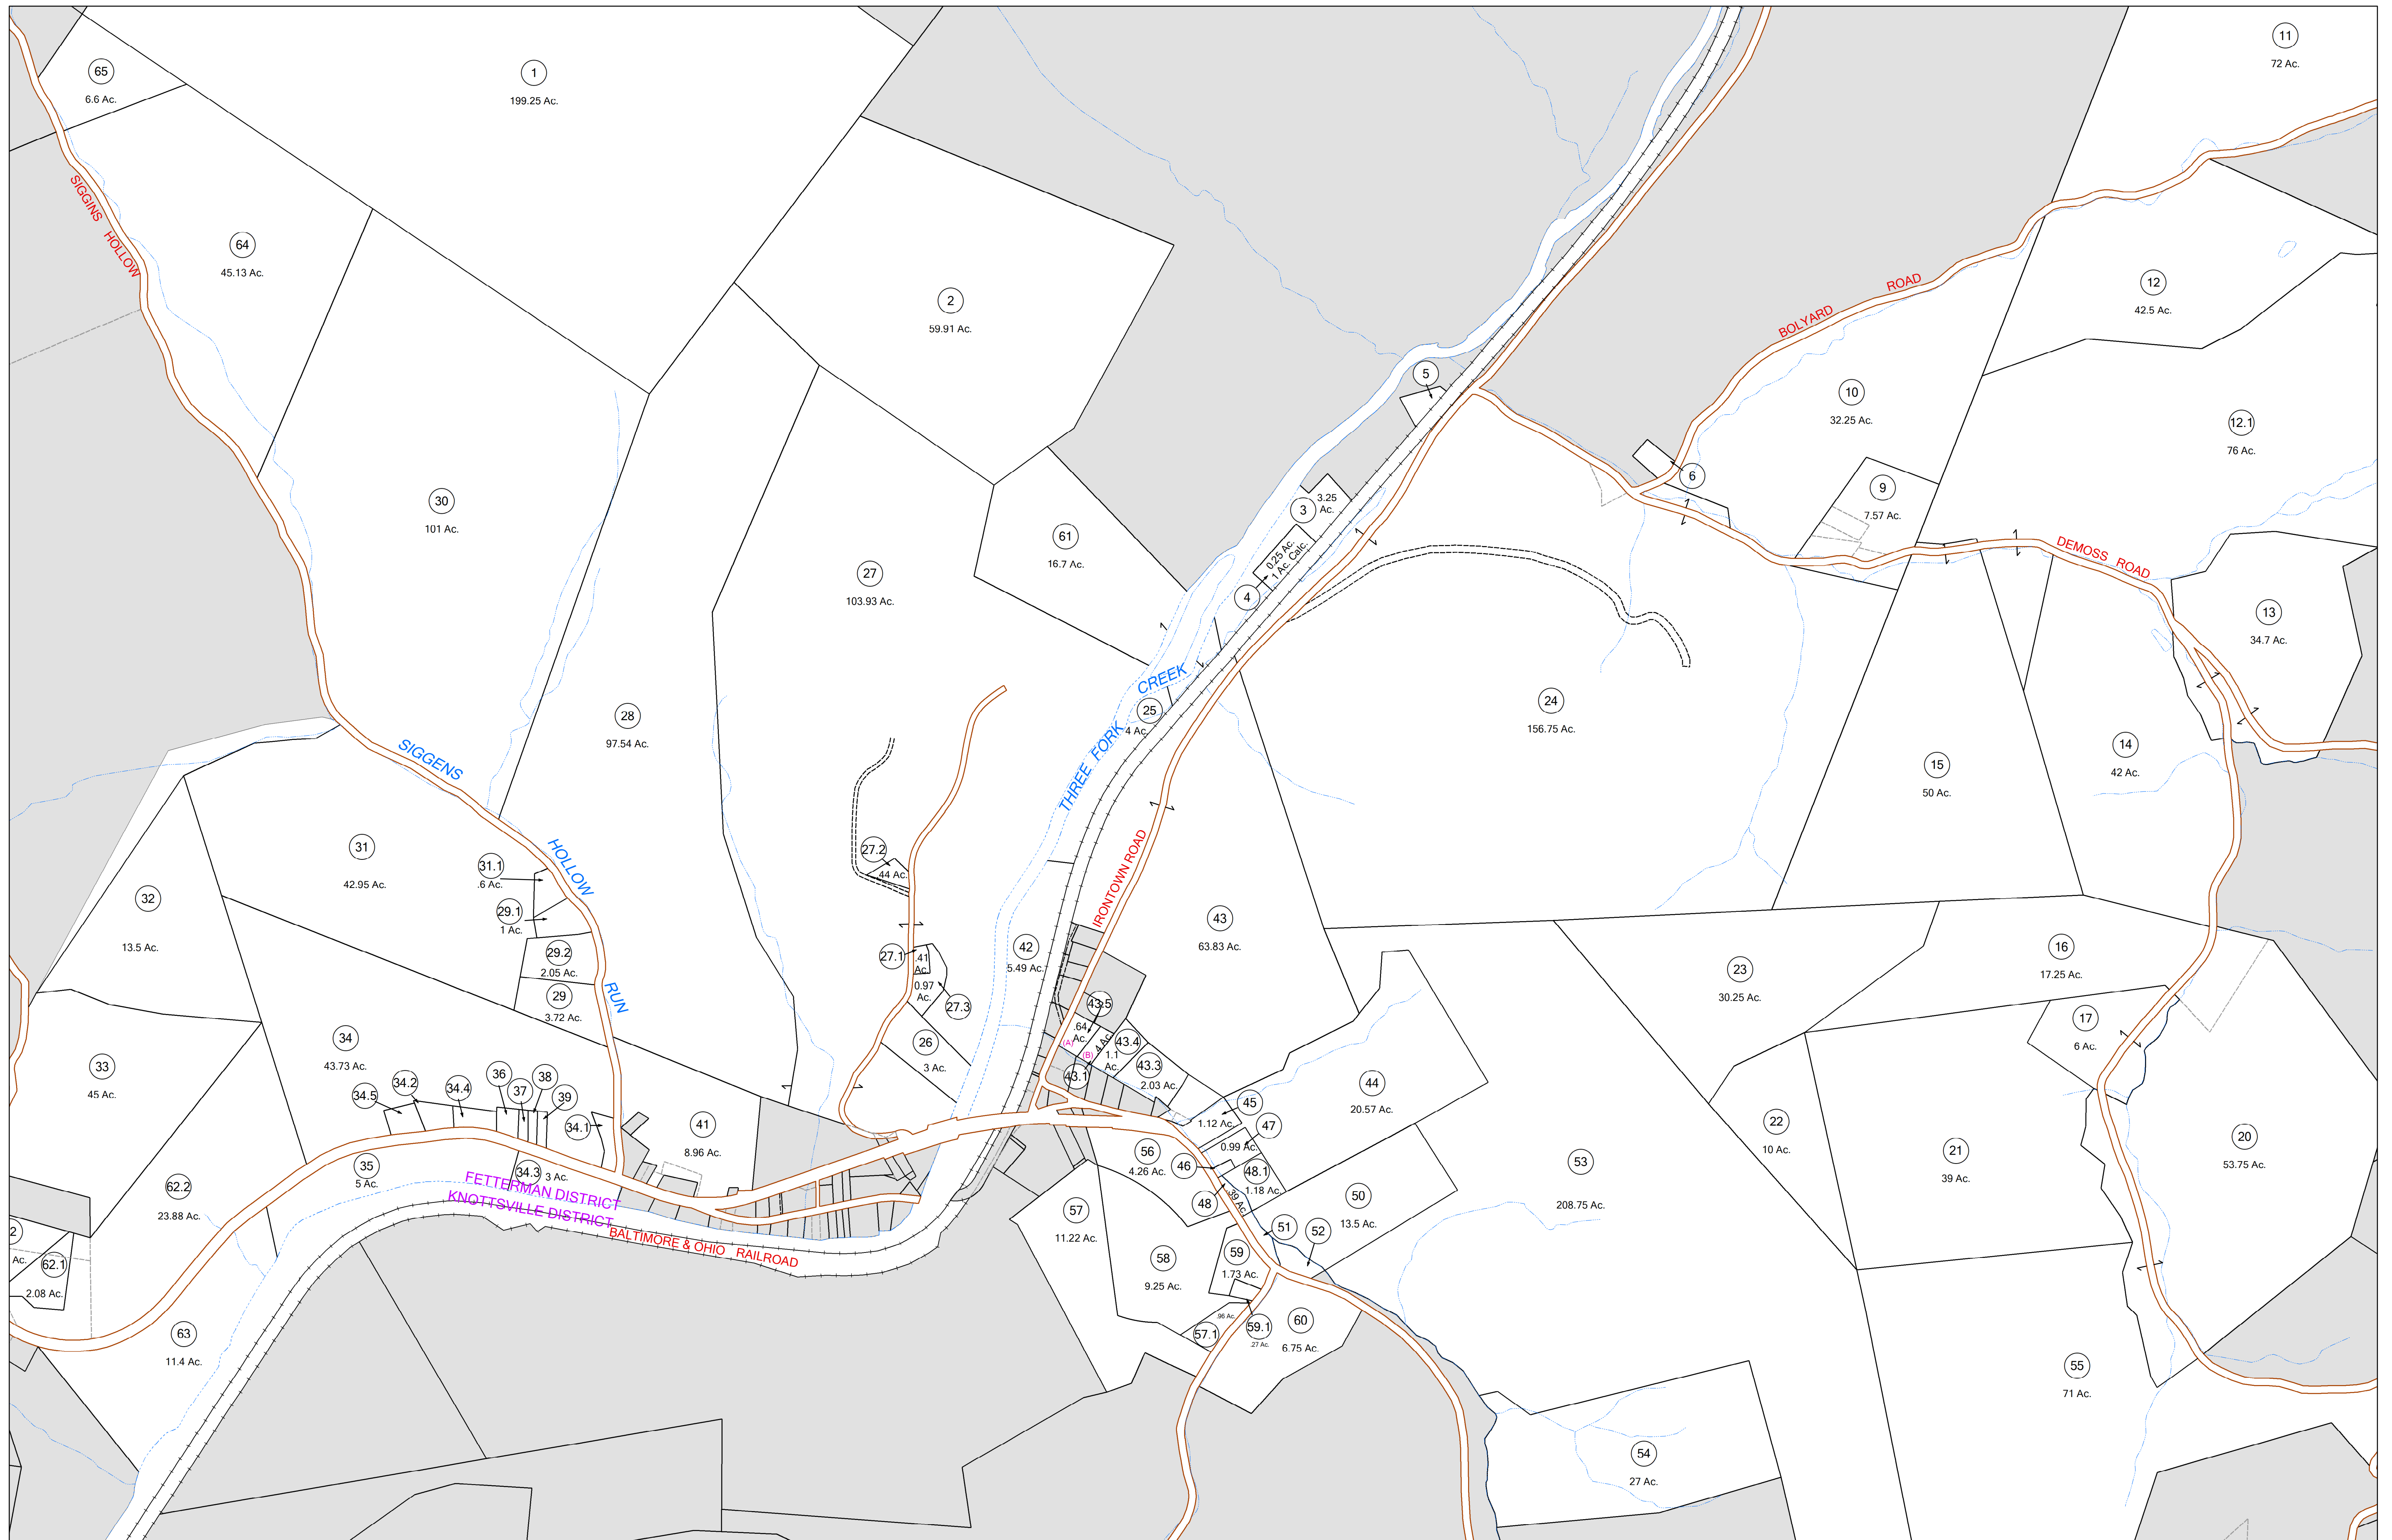 65
6.6 Ac.
1
199.25 Ac.
11
72 Ac.
SIGGINS HOLLOW
64
45.13 Ac.
2
59.91 Ac.
BOLYARD ROAD
12
42.5 Ac.
5
10
32.25 Ac.
12.1
76 Ac.
30
101 Ac.
6
9
7.57 Ac.
3
3.25
Ac.
61
16.7 Ac.
0.25 Ac.
1 Ac. Calc.
4
27
103.93 Ac.
DEMOSS ROAD
13
34.7 Ac.
THREE FORK CREEK
25
4 Ac.
24
156.75 Ac.
28
97.54 Ac.
14
42 Ac.
15
50 Ac.
SIGGENS HOLLOW RUN
31
42.95 Ac.
31.1
.6 Ac.
29.1
1 Ac.
32
13.5 Ac.
27.2
.44 Ac.
IRONTOWN ROAD
43
63.83 Ac.
42
5.49 Ac.
29.2
2.05 Ac.
29
3.72 Ac.
27.1
.41
Ac.
0.97
Ac.
27.3
16
17.25 Ac.
23
30.25 Ac.
17
6 Ac.
43.5
.64
Ac.
(A)
(B)
.4 Ac.
43.4
1.1
Ac.
43.1
43.3
2.03 Ac.
26
3 Ac.
34
43.73 Ac.
33
45 Ac.
34.5
34.2
34.4
36
37
38
39
34.1
41
8.96 Ac.
44
20.57 Ac.
45
1.12 Ac.
47
0.99 Ac.
46
48.1
1.18 Ac.
48
.39 Ac.
22
10 Ac.
21
39 Ac.
20
53.75 Ac.
56
4.26 Ac.
53
208.75 Ac.
35
5 Ac.
34.3
3 Ac.
62.2
23.88 Ac.
FETTERMAN DISTRICT
KNOTTSVILLE DISTRICT
BALTIMORE & OHIO RAILROAD
50
13.5 Ac.
57
11.22 Ac.
51
52
2
Ac.
62.1
2.08 Ac.
58
9.25 Ac.
59
1.73 Ac.
63
11.4 Ac.
.96 Ac.
57.1
59.1
.27 Ac.
60
6.75 Ac.
55
71 Ac.
54
27 Ac.